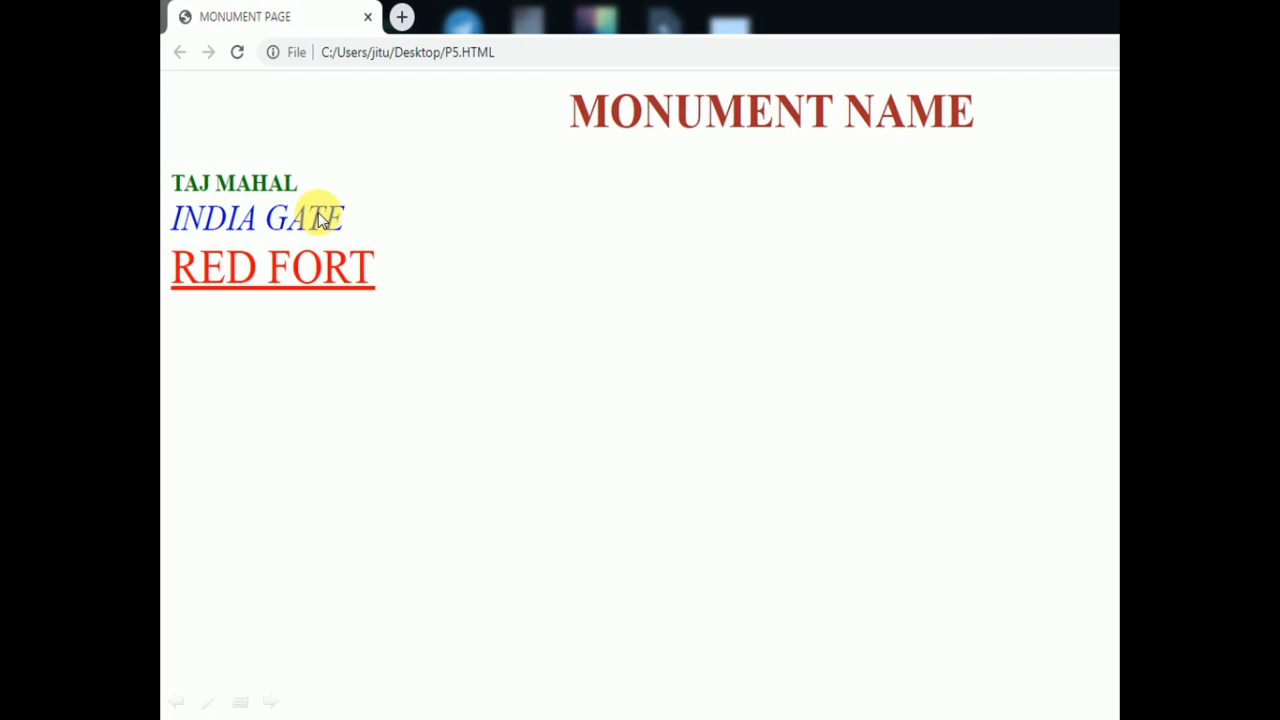 MONUMENT PAGE
File C:/Users/jitu/Desktop/P5.HTML
MONUMENT NAME
TAJ MAHAL
INDIA GATE
RED FORT